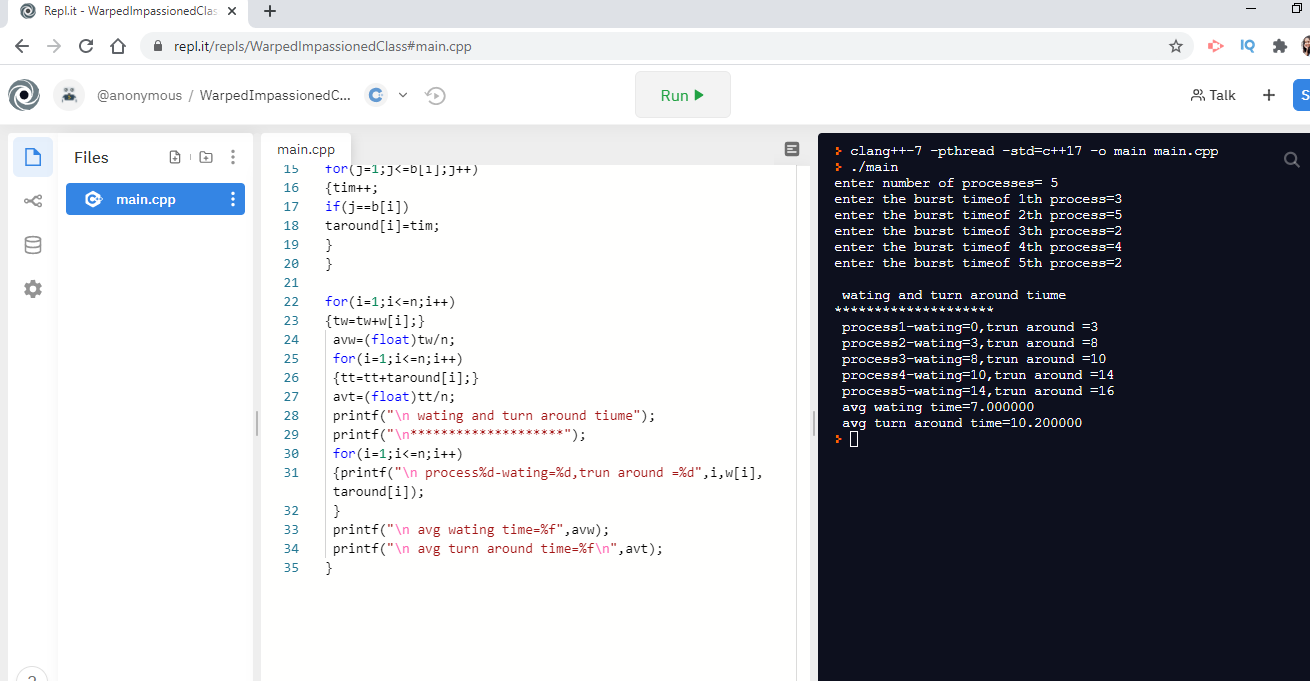 Repl.it - WarpedImpassionedClas
repl.it/repls/WarpedImpassionedClass#main.cpp
IQ
@anonymous / WarpedImpassionedC...
Run
Talk
+
S
Files
main.cpp
main.cpp
15 for(j=1;j<=b[i];j++)
16 {tim++;
17 if(j==b[i])
18 taround[i]=tim;
19 }
20 }
21
22 for(i=1;i<=n;i++)
23 {tw=tw+w[i];}
24 avw=(float)tw/n;
25 for(i=1;i<=n;i++)
26 {tt=tt+taround[i];}
27 avt=(float)tt/n;
28 printf("\n wating and turn around tiume");
29 printf("\n********************");
30 for(i=1;i<=n;i++)
31 {printf("\n process%d-wating=%d,trun around =%d",i,w[i],
taround[i]);
32 }
33 printf("\n avg wating time=%f",avw);
34 printf("\n avg turn around time=%f\n",avt);
35 }
clang++-7 -pthread -std=c++17 -o main main.cpp
./main
enter number of processes= 5
enter the burst timeof 1th process=3
enter the burst timeof 2th process=5
enter the burst timeof 3th process=2
enter the burst timeof 4th process=4
enter the burst timeof 5th process=2
wating and turn around tiume
********************
process1-wating=0,trun around =3
process2-wating=3,trun around =8
process3-wating=8,trun around =10
process4-wating=10,trun around =14
process5-wating=14,trun around =16
avg wating time=7.000000
avg turn around time=10.200000
?